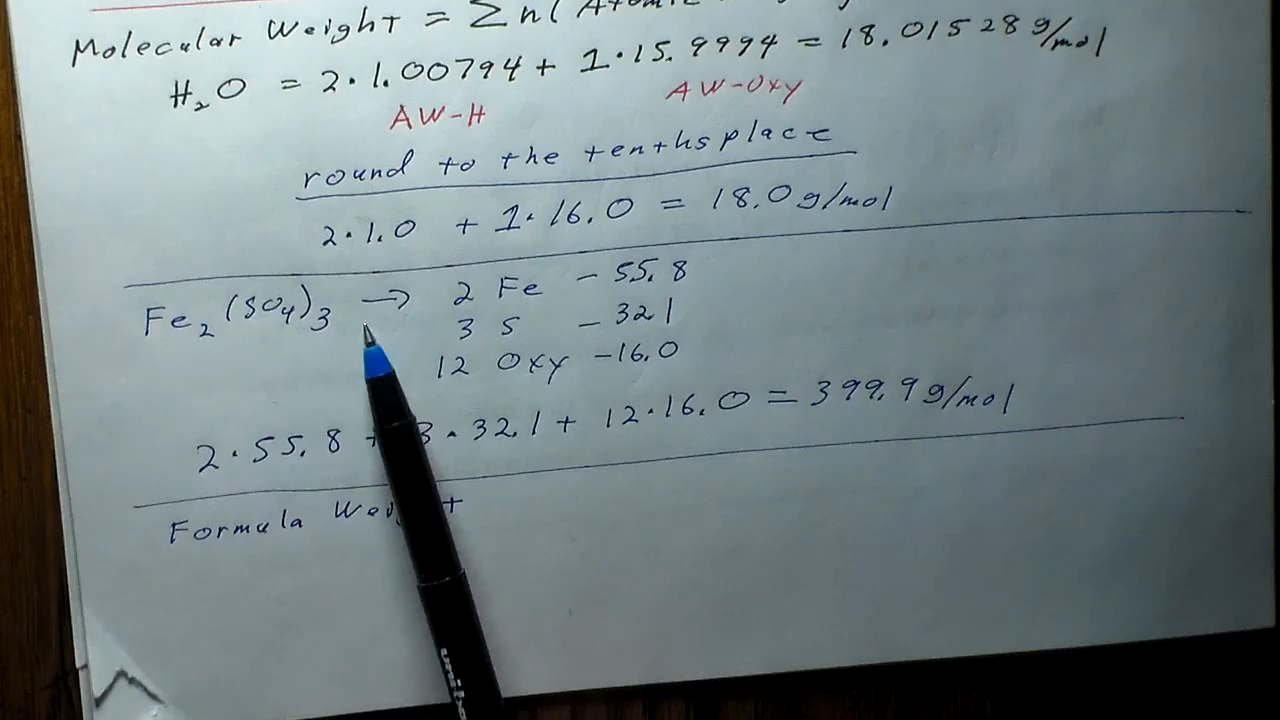 Molecular Weight = Σn(Atomic
H₂O = 2·1.00794 + 1·15.9994 = 18.01528 g/mol
AW-H AW-Oxy
round to the tenths place
2·1.0 + 1·16.0 = 18.0 g/mol
Fe₂(SO₄)₃ → 2 Fe - 55.8
3 S - 32.1
12 Oxy - 16.0
2·55.8 + 3·32.1 + 12·16.0 = 399.9 g/mol
Formula
uniba